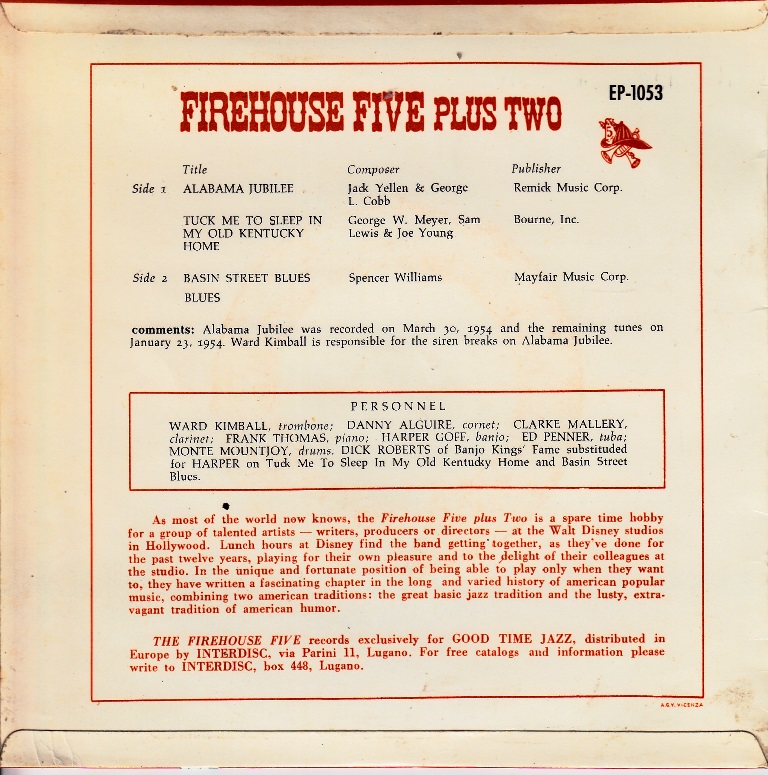 FIREHOUSE FIVE PLUS TWO
EP-1053
5
Title Composer Publisher
Side 1 ALABAMA JUBILEE Jack Yellen & George Remick Music Corp.
L. Cobb
TUCK ME TO SLEEP IN George W. Meyer, Sam Bourne, Inc.
MY OLD KENTUCKY Lewis & Joe Young
HOME
Side 2 BASIN STREET BLUES Spencer Williams Mayfair Music Corp.
BLUES
comments: Alabama Jubilee was recorded on March 30, 1954 and the remaining tunes on
January 23, 1954. Ward Kimball is responsible for the siren breaks on Alabama Jubilee.
PERSONNEL
WARD KIMBALL, trombone; DANNY ALGUIRE, cornet; CLARKE MALLERY,
clarinet; FRANK THOMAS, piano; HARPER GOFF, banjo; ED PENNER, tuba;
MONTE MOUNTJOY, drums. DICK ROBERTS of Banjo Kings' Fame substituded
for HARPER on Tuck Me To Sleep In My Old Kentucky Home and Basin Street
Blues.
As most of the world now knows, the Firehouse Five plus Two is a spare time hobby
for a group of talented artists — writers, producers or directors — at the Walt Disney studios
in Hollywood. Lunch hours at Disney find the band getting together, as they've done for
the past twelve years, playing for their own pleasure and to the delight of their colleagues at
the studio. In the unique and fortunate position of being able to play only when they want
to, they have written a fascinating chapter in the long and varied history of american popular
music, combining two american traditions: the great basic jazz tradition and the lusty, extra-
vagant tradition of american humor.
THE FIREHOUSE FIVE records exclusively for GOOD TIME JAZZ, distributed in
Europe by INTERDISC, via Parini 11, Lugano. For free catalogs and information please
write to INTERDISC, box 448, Lugano.
A.G.V. VICENZA